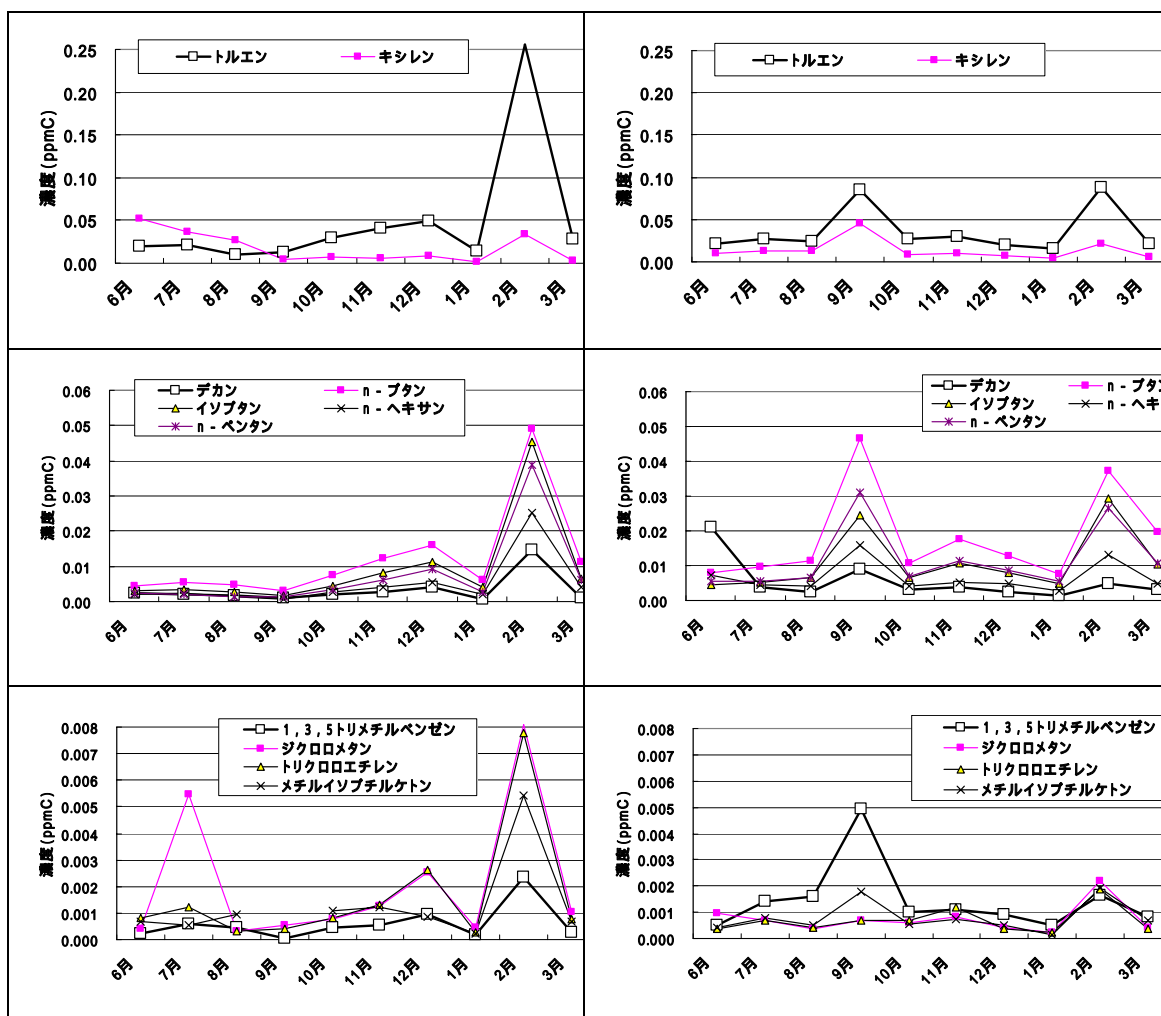 トルエン キシレン
濃度(ppmC)
0.25
0.20
0.15
0.10
0.05
0.00
6月 7月 8月 9月 10月 11月 12月 1月 2月 3月
トルエン キシレン
濃度(ppmC)
0.25
0.20
0.15
0.10
0.05
0.00
6月 7月 8月 9月 10月 11月 12月 1月 2月 3月
デカン n - ブタン
イソブタン n - ヘキサン
n - ペンタン
濃度(ppmC)
0.06
0.05
0.04
0.03
0.02
0.01
0.00
6月 7月 8月 9月 10月 11月 12月 1月 2月 3月
デカン n - ブタン
イソブタン n - ヘキ
n - ペンタン
濃度(ppmC)
0.06
0.05
0.04
0.03
0.02
0.01
0.00
6月 7月 8月 9月 10月 11月 12月 1月 2月 3月
1,3,5トリメチルベンゼン
ジクロロメタン
トリクロロエチレン
メチルイソブチルケトン
濃度(ppmC)
0.008
0.007
0.006
0.005
0.004
0.003
0.002
0.001
0.000
6月 7月 8月 9月 10月 11月 12月 1月 2月 3月
1,3,5トリメチルベンゼン
ジクロロメタン
トリクロロエチレン
メチルイソブチルケトン
濃度(ppmC)
0.008
0.007
0.006
0.005
0.004
0.003
0.002
0.001
0.000
6月 7月 8月 9月 10月 11月 12月 1月 2月 3月